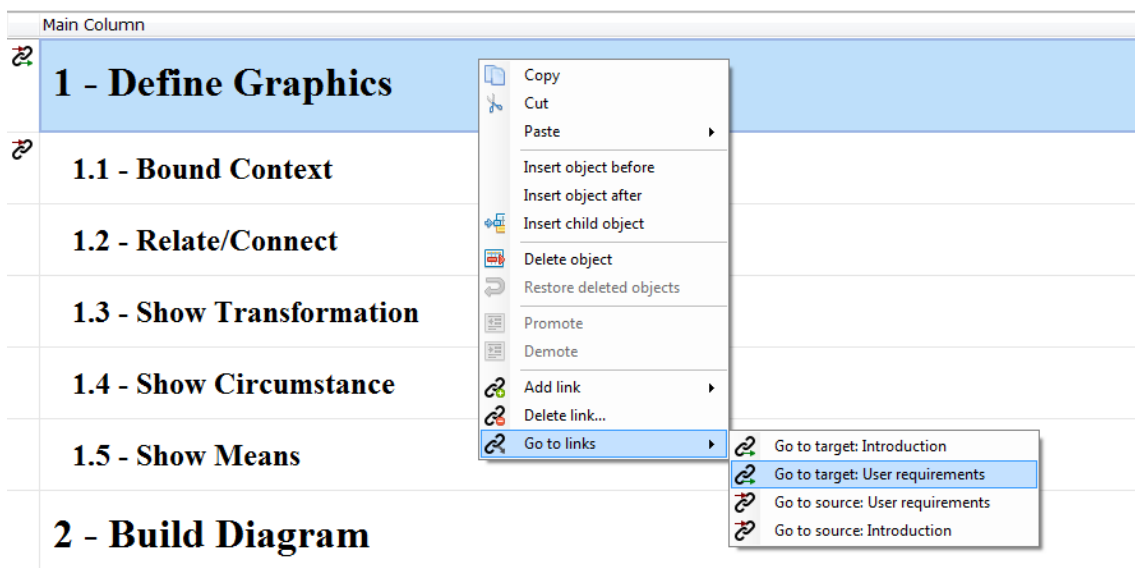 Main Column
1 - Define Graphics
1.1 - Bound Context
1.2 - Relate/Connect
1.3 - Show Transformation
1.4 - Show Circumstance
1.5 - Show Means
2 - Build Diagram
Copy
Cut
Paste
Insert object before
Insert object after
Insert child object
Delete object
Restore deleted objects
Promote
Demote
Add link
Delete link...
Go to links
Go to target: Introduction
Go to target: User requirements
Go to source: User requirements
Go to source: Introduction